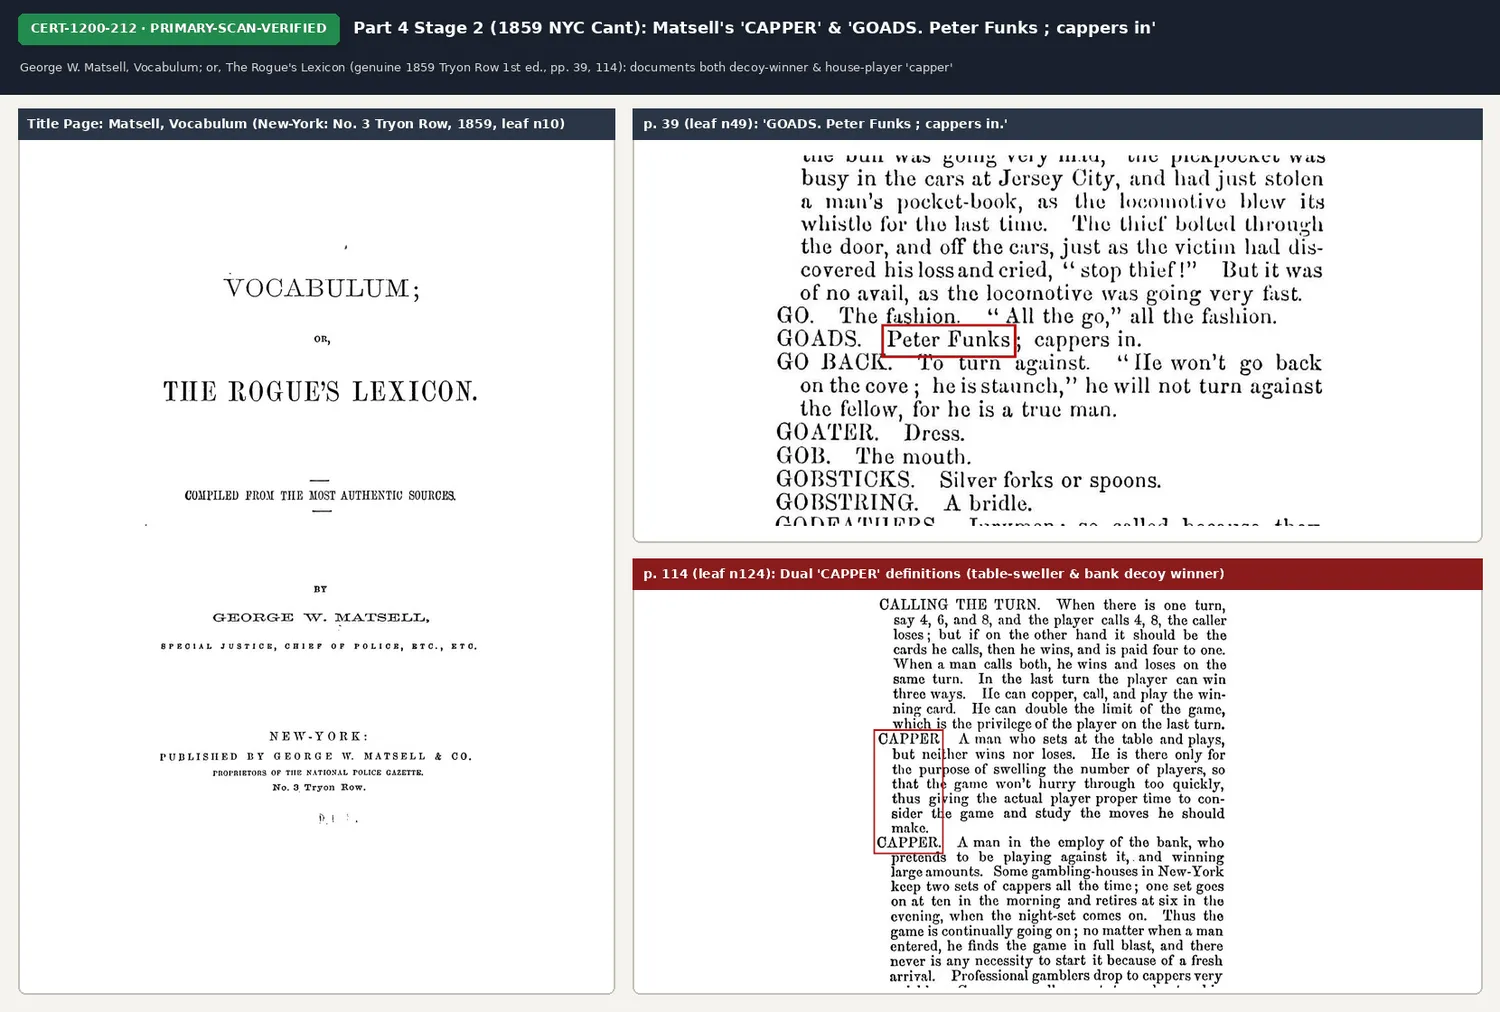 CERT-1200-212 · PRIMARY-SCAN-VERIFIED
Part 4 Stage 2 (1859 NYC Cant): Matsell's 'CAPPER' & 'GOADS. Peter Funks ; cappers in'
George W. Matsell, Vocabulum; or, The Rogue's Lexicon (genuine 1859 Tryon Row 1st ed., pp. 39, 114): documents both decoy-winner & house-player 'capper'
Title Page: Matsell, Vocabulum (New-York: No. 3 Tryon Row, 1859, leaf n10)
VOCABULUM;
OR,
THE ROGUE'S LEXICON.
COMPILED FROM THE MOST AUTHENTIC SOURCES.
BY
GEORGE W. MATSELL,
SPECIAL JUSTICE, CHIEF OF POLICE, ETC., ETC.
NEW-YORK:
PUBLISHED BY GEORGE W. MATSELL & CO.
PROPRIETORS OF THE NATIONAL POLICE GAZETTE.
No. 3 Tryon Row.
p. 39 (leaf n49): 'GOADS. Peter Funks ; cappers in.'
the bull was going very mad, the pickpocket was
busy in the cars at Jersey City, and had just stolen
a man's pocket-book, as the locomotive blew its
whistle for the last time. The thief bolted through
the door, and off the cars, just as the victim had dis-
covered his loss and cried, "stop thief!" But it was
of no avail, as the locomotive was going very fast.
GO. The fashion. "All the go," all the fashion.
GOADS. Peter Funks; cappers in.
GO BACK. To turn against. "He won't go back
on the cove; he is staunch," he will not turn against
the fellow, for he is a true man.
GOATER. Dress.
GOB. The mouth.
GOBSTICKS. Silver forks or spoons.
GOBSTRING. A bridle.
GODFATHERS. Jurymen; so called because they
p. 114 (leaf n124): Dual 'CAPPER' definitions (table-sweller & bank decoy winner)
CALLING THE TURN. When there is one turn,
say 4, 6, and 8, and the player calls 4, 8, the caller
loses; but if on the other hand it should be the
cards he calls, then he wins, and is paid four to one.
When a man calls both, he wins and loses on the
same turn. In the last turn the player can win
three ways. He can copper, call, and play the win-
ning card. He can double the limit of the game,
which is the privilege of the player on the last turn.
CAPPER A man who sets at the table and plays,
but neither wins nor loses. He is there only for
the purpose of swelling the number of players, so
that the game won't hurry through too quickly,
thus giving the actual player proper time to con-
sider the game and study the moves he should
make.
CAPPER. A man in the employ of the bank, who
pretends to be playing against it, and winning
large amounts. Some gambling-houses in New-York
keep two sets of cappers all the time; one set goes
on at ten in the morning and retires at six in the
evening, when the night-set comes on. Thus the
game is continually going on; no matter when a man
entered, he finds the game in full blast, and there
never is any necessity to start it because of a fresh
arrival. Professional gamblers drop to cappers very